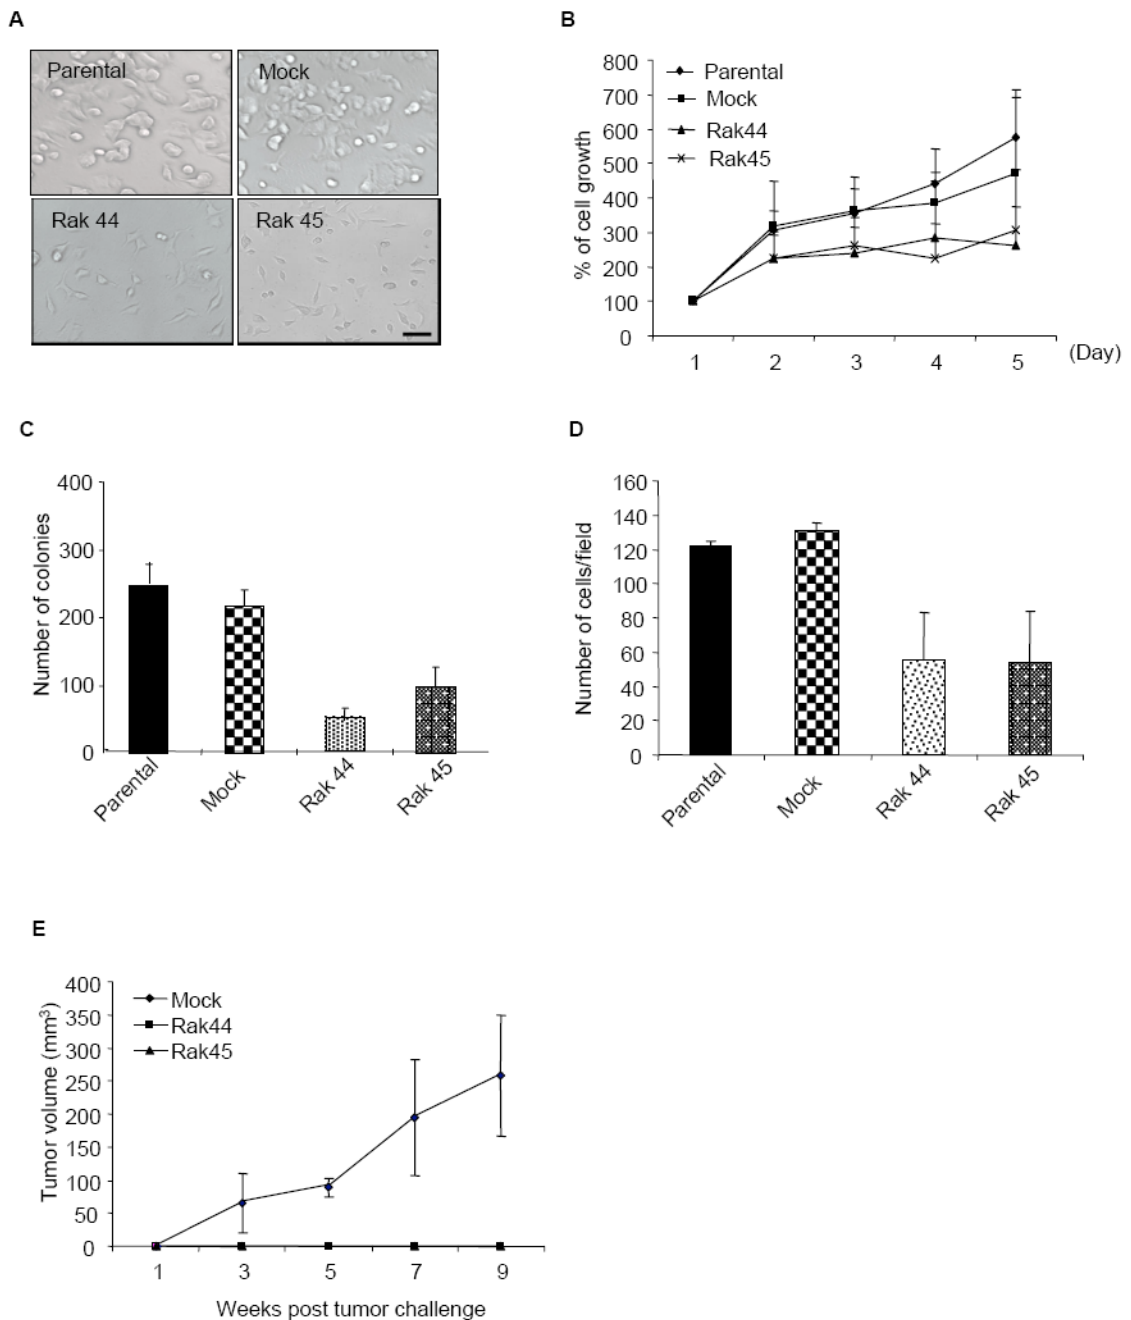 A
Parental
Mock
Rak 44
Rak 45
B
% of cell growth
800
700
600
500
400
300
200
100
0
Parental
Mock
Rak44
Rak45
1 2 3 4 5 (Day)
C
Number of colonies
400
300
200
100
0
Parental
Mock
Rak 44
Rak 45
D
Number of cells/field
160
140
120
100
80
60
40
20
0
Parental
Mock
Rak 44
Rak 45
E
Tumor volume (mm³)
400
350
300
250
200
150
100
50
0
Mock
Rak44
Rak45
1 3 5 7 9
Weeks post tumor challenge